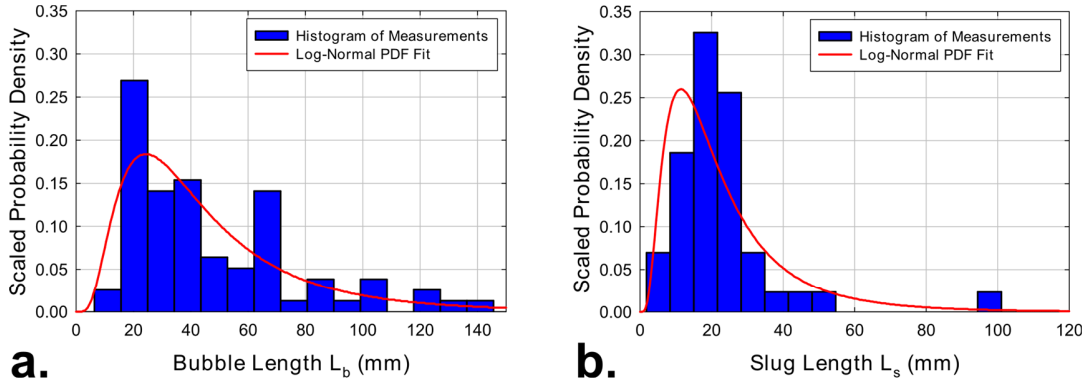 0.35
0.30
0.25
0.20
0.15
0.10
0.05
0.00
Scaled Probability Density
Histogram of Measurements
Log-Normal PDF Fit
0 20 40 60 80 100 120 140
Bubble Length Lb (mm)
a.
0.35
0.30
0.25
0.20
0.15
0.10
0.05
0.00
Scaled Probability Density
Histogram of Measurements
Log-Normal PDF Fit
0 20 40 60 80 100 120
Slug Length Ls (mm)
b.